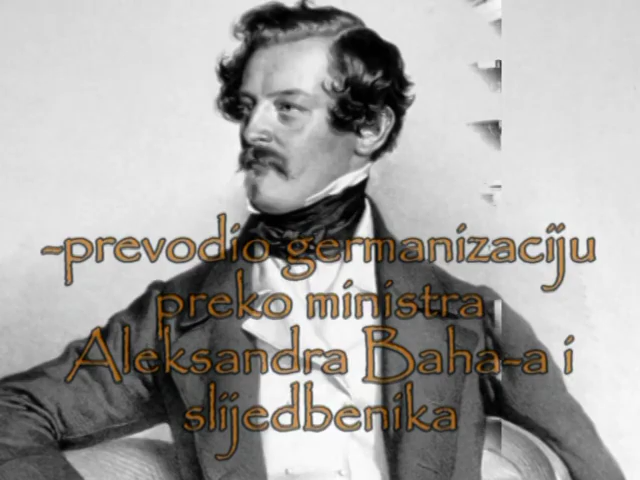 -prevodio germanizaciju
preko ministra
Aleksandra Baha-a i
slijedbenika